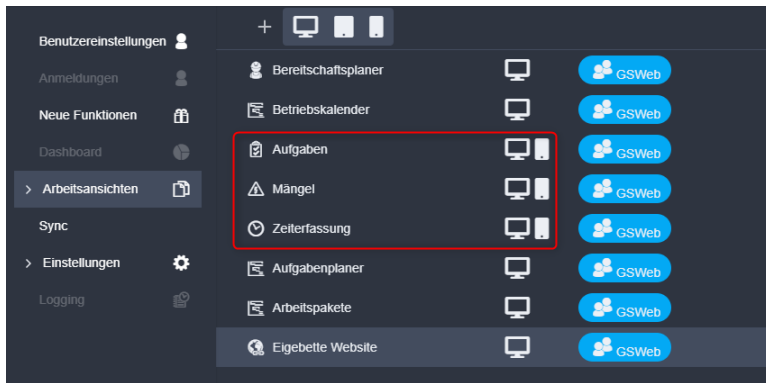 Benutzereinstellungen
Anmeldungen
Neue Funktionen
Dashboard
Arbeitsansichten
Sync
Einstellungen
Logging
Bereitschaftsplaner GSWeb
Betriebskalender GSWeb
Aufgaben GSWeb
Mängel GSWeb
Zeiterfassung GSWeb
Aufgabenplaner GSWeb
Arbeitspakete GSWeb
Eigebette Website GSWeb